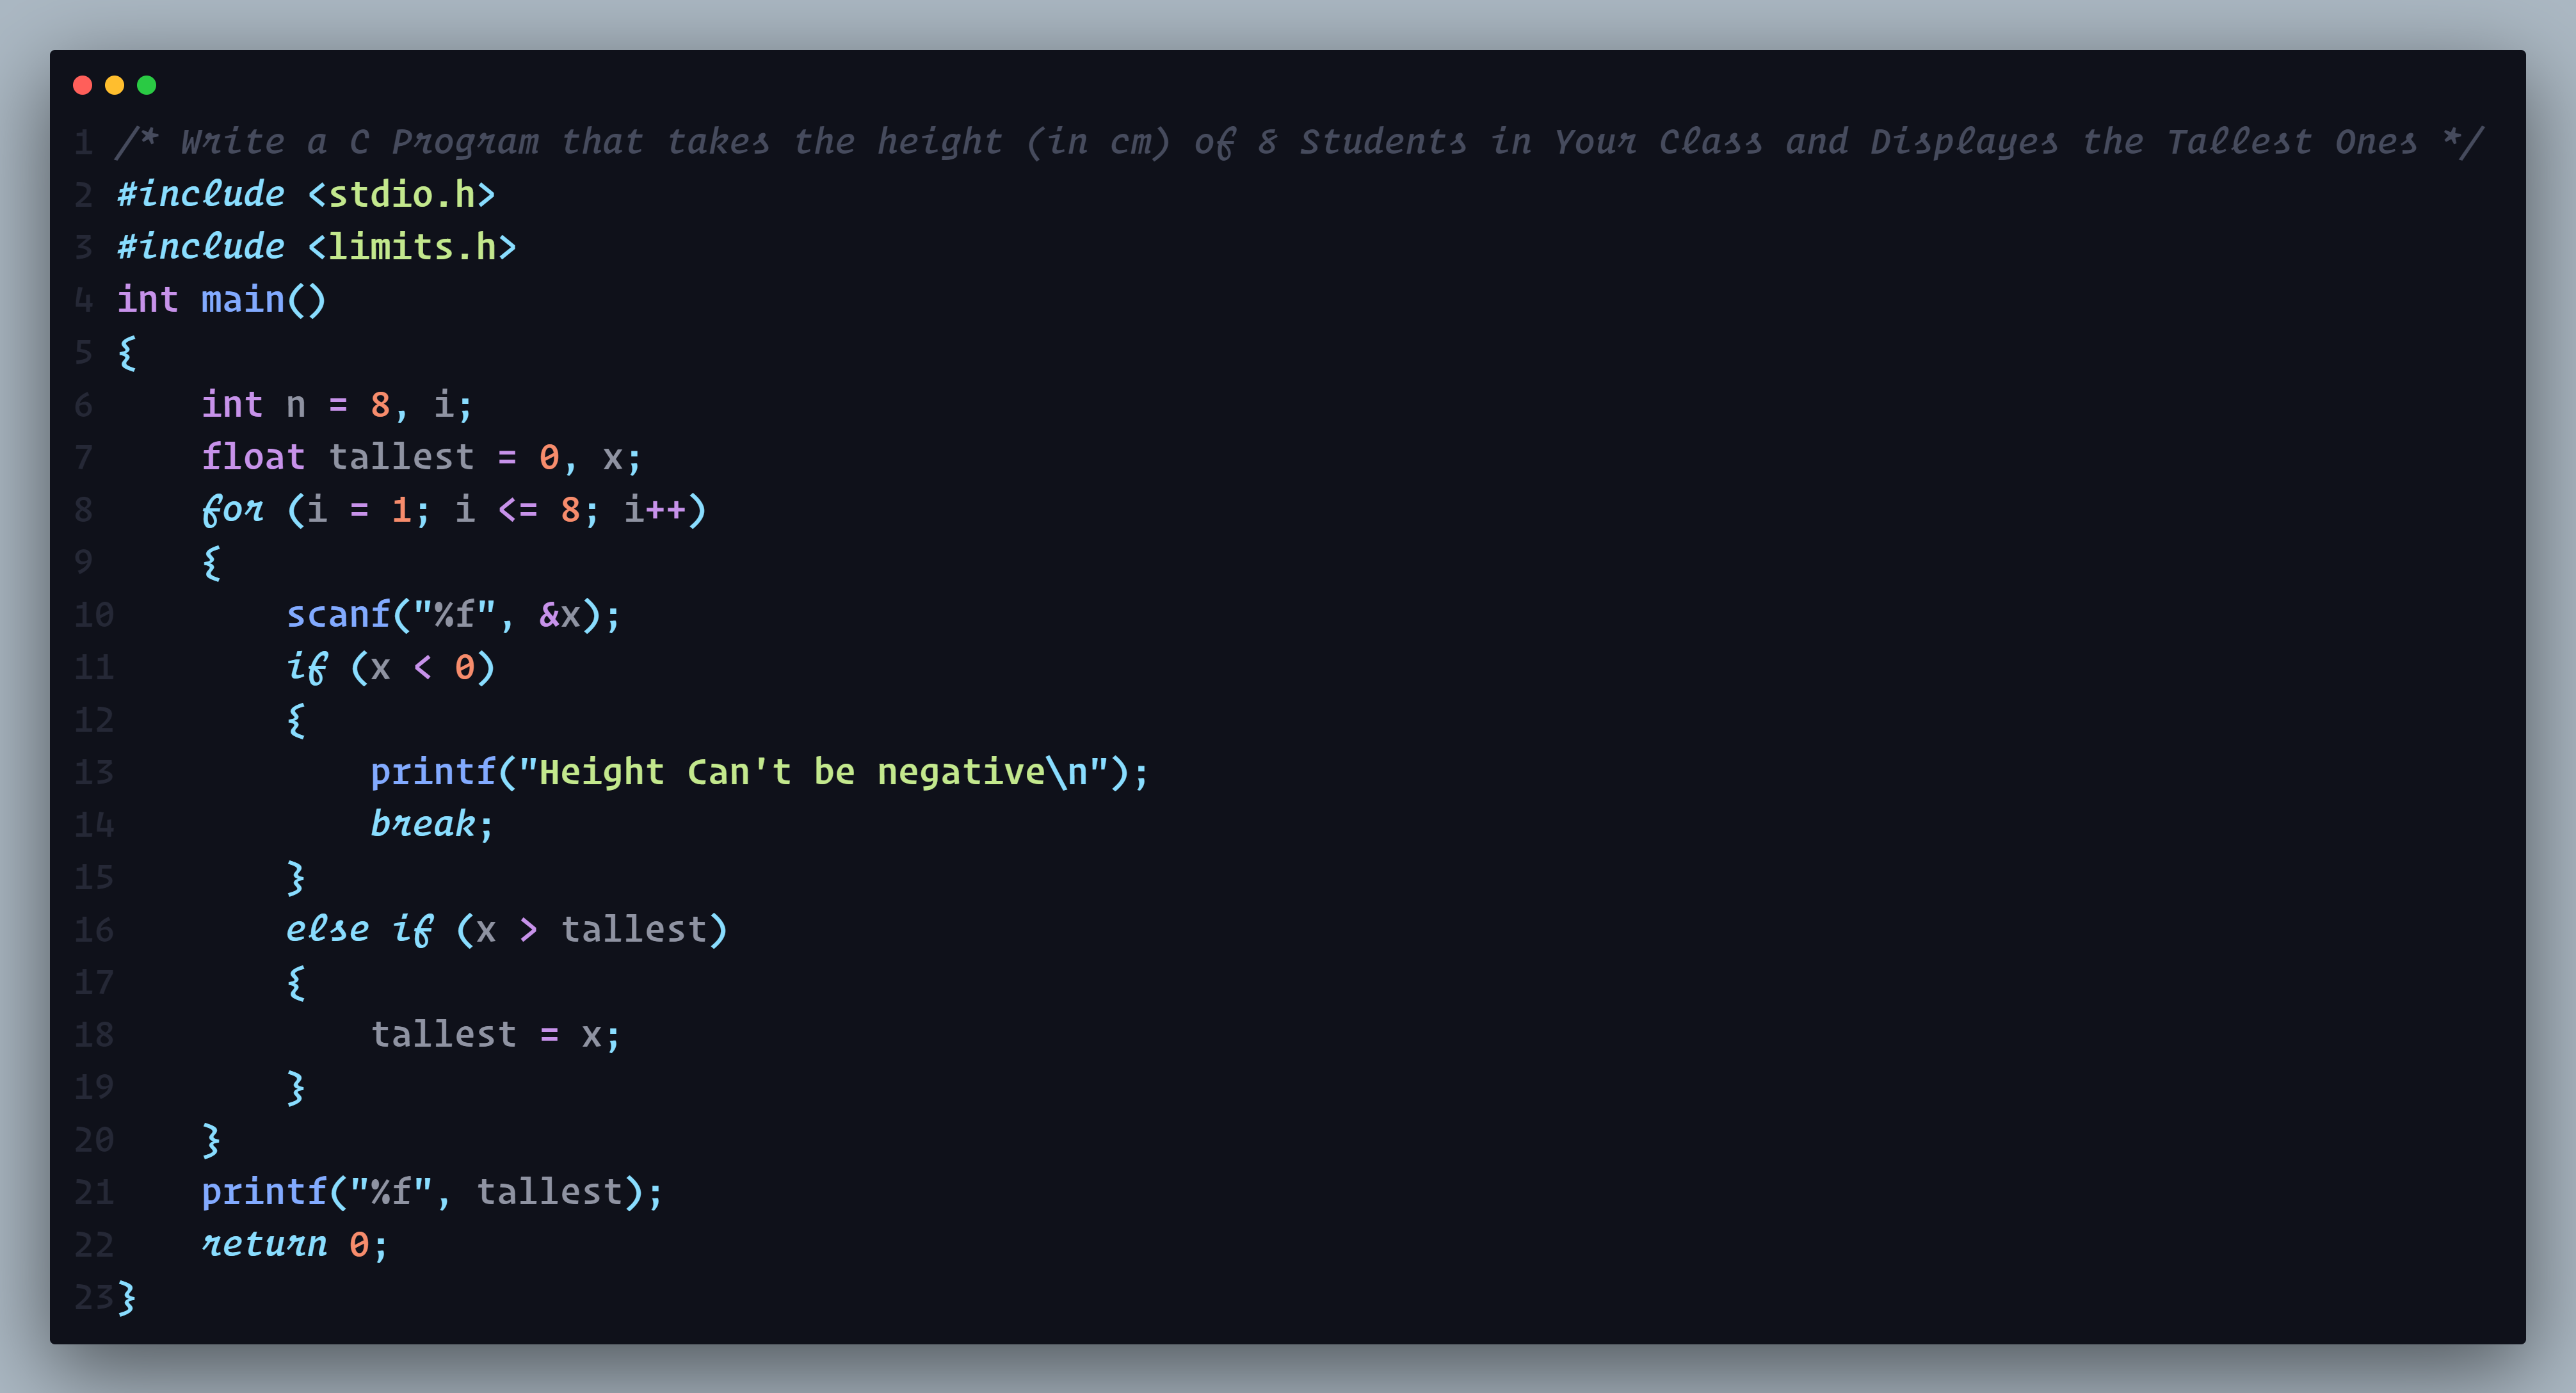 1 /* Write a C Program that takes the height (in cm) of 8 Students in Your Class and Displayes the Tallest Ones */
2 #include <stdio.h>
3 #include <limits.h>
4 int main()
5 {
6     int n = 8, i;
7     float tallest = 0, x;
8     for (i = 1; i <= 8; i++)
9     {
10         scanf("%f", &x);
11         if (x < 0)
12         {
13             printf("Height Can't be negative\n");
14             break;
15         }
16         else if (x > tallest)
17         {
18             tallest = x;
19         }
20     }
21     printf("%f", tallest);
22     return 0;
23 }